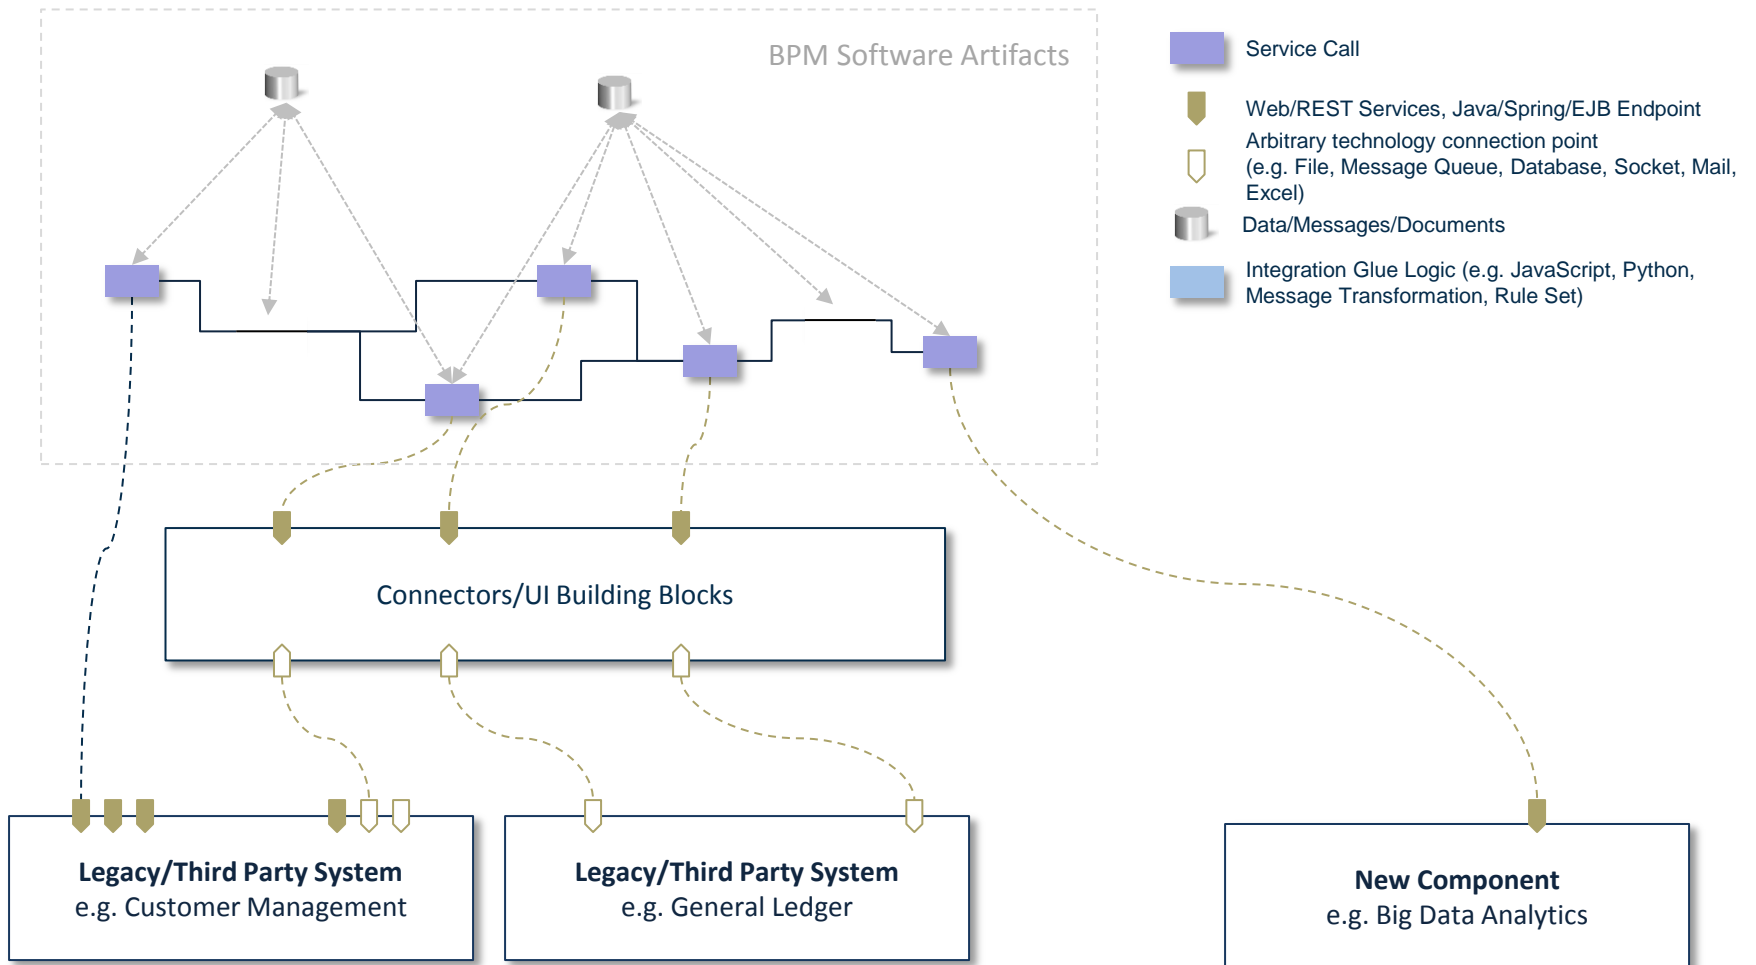 BPM Software Artifacts
Service Call
Web/REST Services, Java/Spring/EJB Endpoint
Arbitrary technology connection point
(e.g. File, Message Queue, Database, Socket, Mail,
Excel)
Data/Messages/Documents
Integration Glue Logic (e.g. JavaScript, Python,
Message Transformation, Rule Set)
Connectors/UI Building Blocks
Legacy/Third Party System
e.g. Customer Management
Legacy/Third Party System
e.g. General Ledger
New Component
e.g. Big Data Analytics